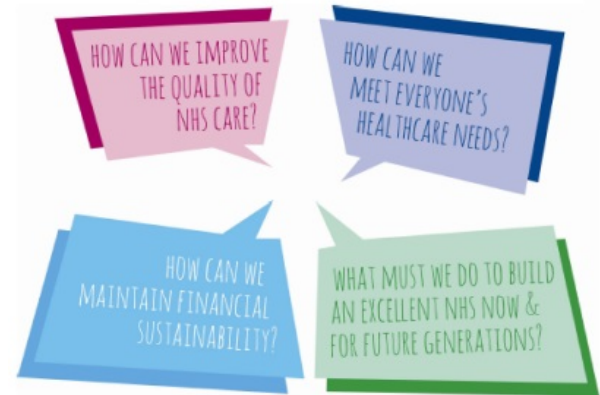 HOW CAN WE IMPROVE
THE QUALITY OF
NHS CARE?
HOW CAN WE
MEET EVERYONE'S
HEALTHCARE NEEDS?
HOW CAN WE
MAINTAIN FINANCIAL
SUSTAINABILITY?
WHAT MUST WE DO TO BUILD
AN EXCELLENT NHS NOW &
FOR FUTURE GENERATIONS?